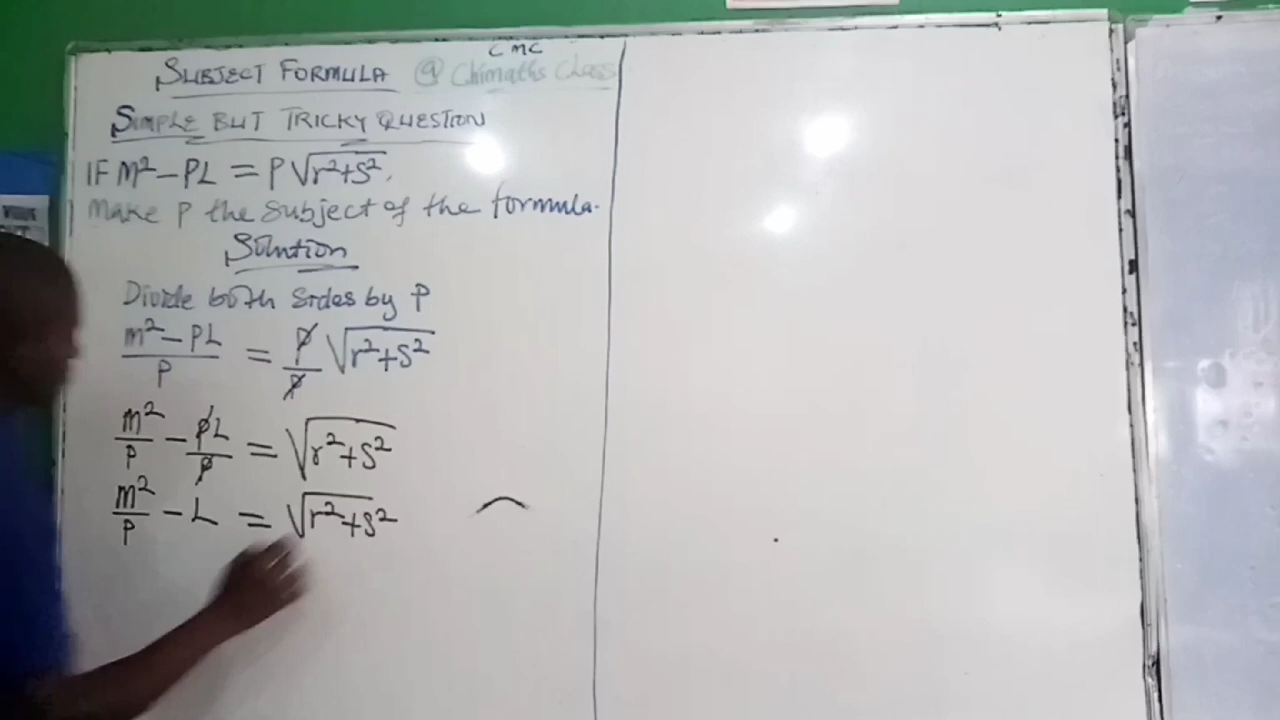 CMC
SUBJECT FORMULA @ Chimaths Class
SIMPLE BUT TRICKY QUESTION
IF M² - PL = P√(r²+S²).
Make P the Subject of the formula.
Solution
Divide both sides by P
(m² - PL)/P = P/P √(r²+S²)
m²/P - PL/P = √(r²+S²)
m²/P - L = √(r²+S²)